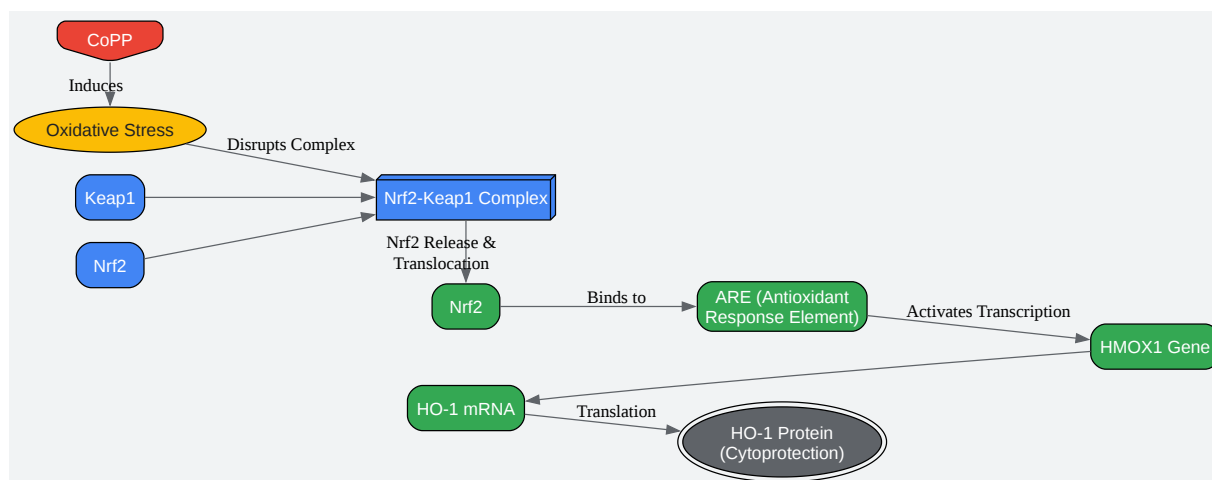 CoPP
Induces
Oxidative Stress
Disrupts Complex
Keap1
Nrf2-Keap1 Complex
Nrf2
Nrf2 Release &
Translocation
Nrf2
Binds to
ARE (Antioxidant
Response Element)
Activates Transcription
HMOX1 Gene
HO-1 mRNA
Translation
HO-1 Protein
(Cytoprotection)